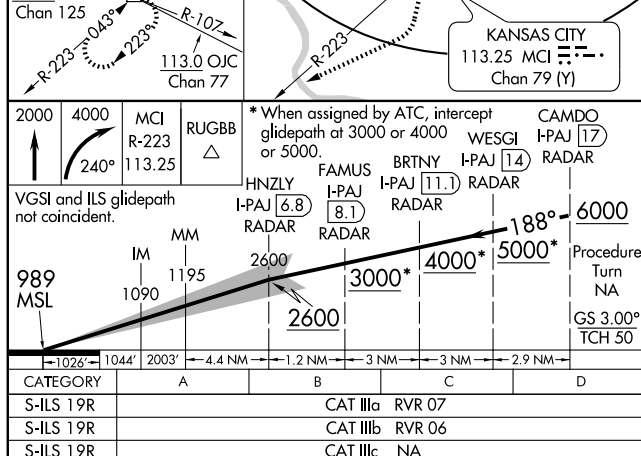 Chan 125
R-223
043°
223°
R-107
113.0 OJC
Chan 77
R-223
KANSAS CITY
113.25 MCI
Chan 79 (Y)
2000
4000
240°
MCI
R-223
113.25
RUGBB
* When assigned by ATC, intercept
glidepath at 3000 or 4000
or 5000.
VGSI and ILS glidepath
not coincident.
HNZLY
I-PAJ 6.8
RADAR
FAMUS
I-PAJ
8.1
RADAR
BRTNY
I-PAJ 11.1
RADAR
WESGI
I-PAJ 14
RADAR
CAMDO
I-PAJ 17
RADAR
989
MSL
IM
1090
MM
1195
2600
2600
3000*
4000*
5000*
188°
6000
Procedure
Turn
NA
GS 3.00°
TCH 50
1026' 1044' 2003' 4.4 NM 1.2 NM 3 NM 3 NM 2.9 NM
CATEGORY A B C D
S-ILS 19R CAT IIIa RVR 07
S-ILS 19R CAT IIIb RVR 06
S-ILS 19R CAT IIIc NA